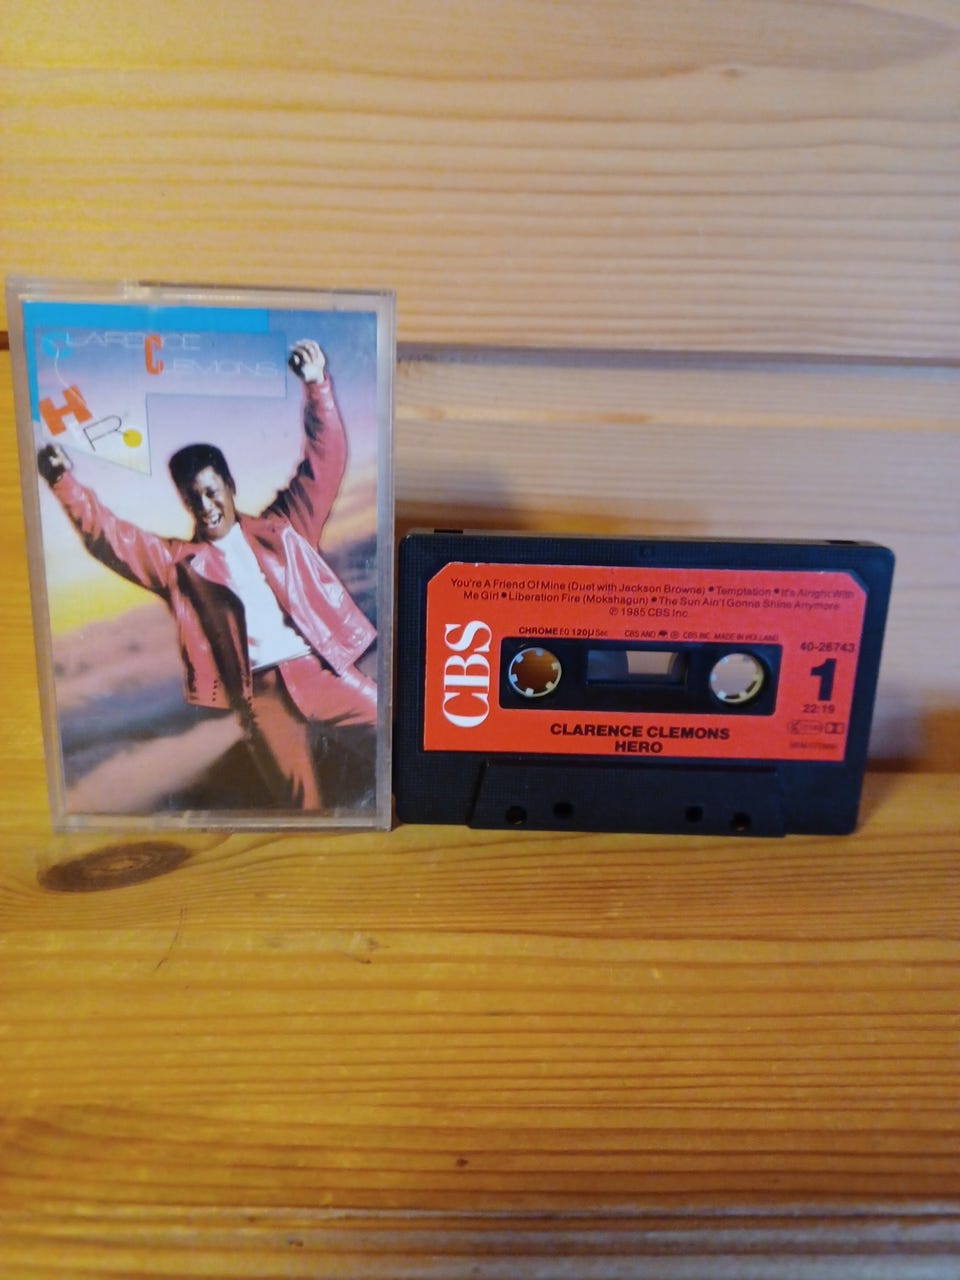 CLARENCE
CLEMONS
HERO
You're A Friend Of Mine (Duet with Jackson Browne) • Temptation • It's Alright With
Me Girl • Liberation Fire (Mokshagun) • The Sun Ain't Gonna Shine Anymore
℗ 1985 CBS Inc.
CHROME EQ 120µSec CBS AND ® CBS INC. MADE IN HOLLAND
CBS
40-26743
1
22:19
CLARENCE CLEMONS
HERO